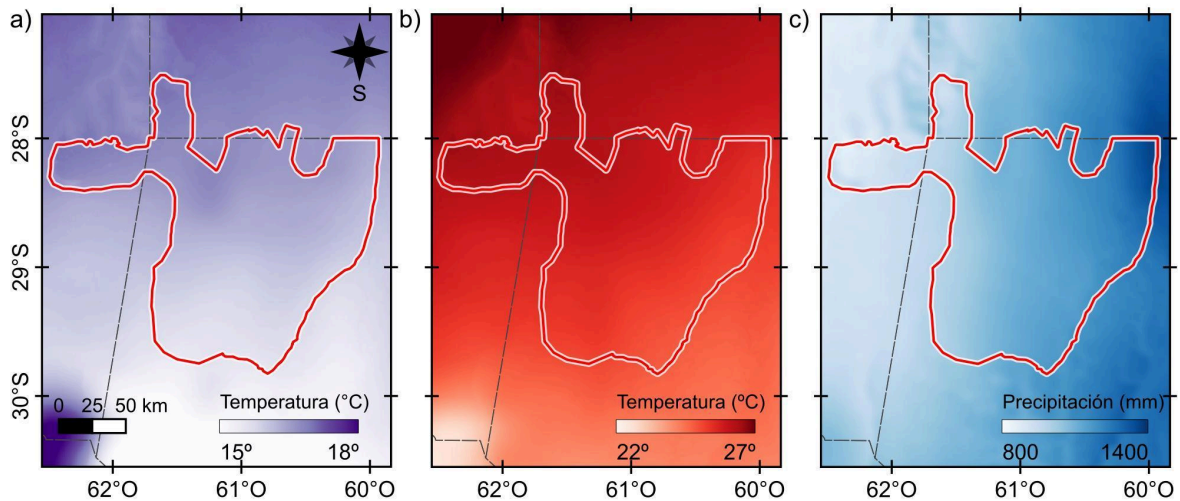 a)
S
28°S
29°S
30°S
0 25 50 km
Temperatura (°C)
15º 18º
62°O 61°O 60°O
b)
Temperatura (ºC)
22º 27º
62°O 61°O 60°O
c)
Precipitación (mm)
800 1400
62°O 61°O 60°O